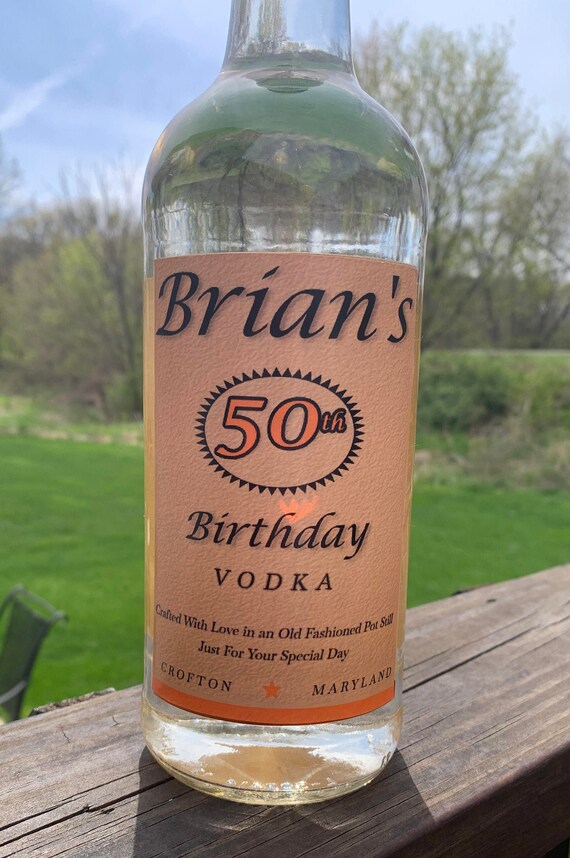 Brian's
50th
Birthday
VODKA
Crafted With Love in an Old Fashioned Pot Still
Just For Your Special Day
CROFTON ★ MARYLAND